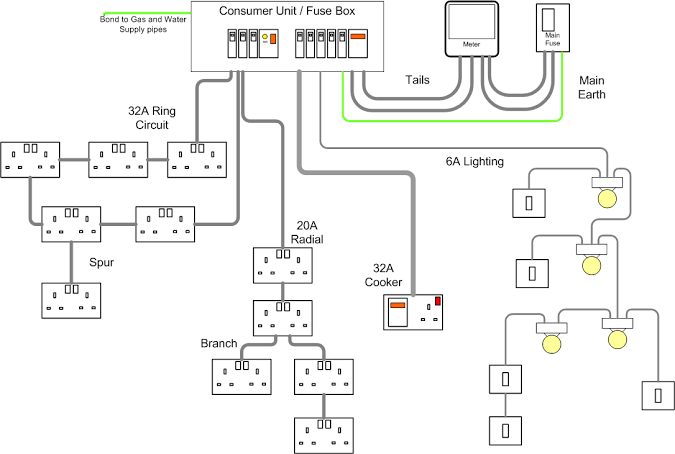 Consumer Unit / Fuse Box
Bond to Gas and Water
Supply pipes
Meter
Main
Fuse
Tails
Main
Earth
32A Ring
Circuit
6A Lighting
20A
Radial
Spur
32A
Cooker
Branch